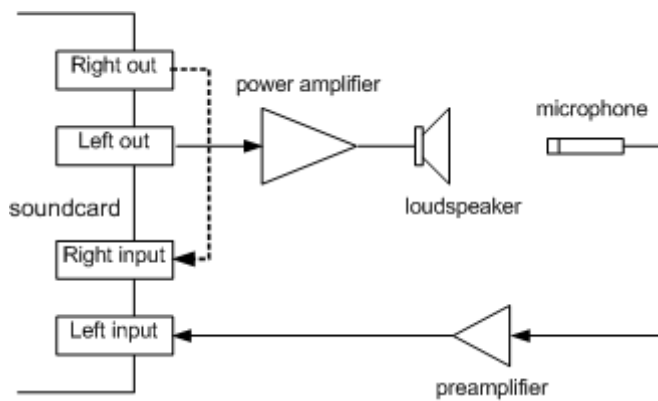 Right out
power amplifier
microphone
Left out
soundcard
loudspeaker
Right input
Left input
preamplifier